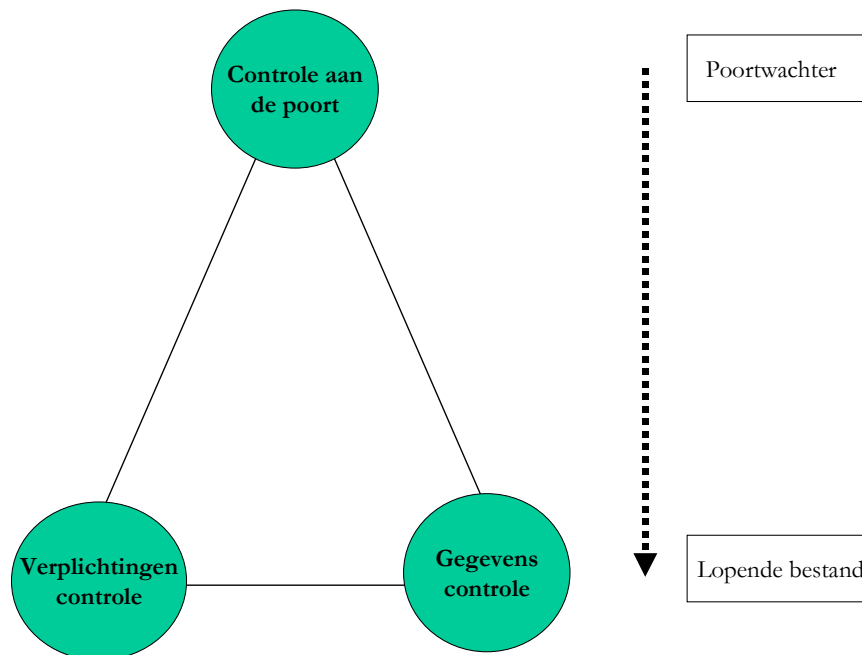 Controle aan
de poort
Poortwachter
Verplichtingen
controle
Gegevens
controle
Lopende bestand